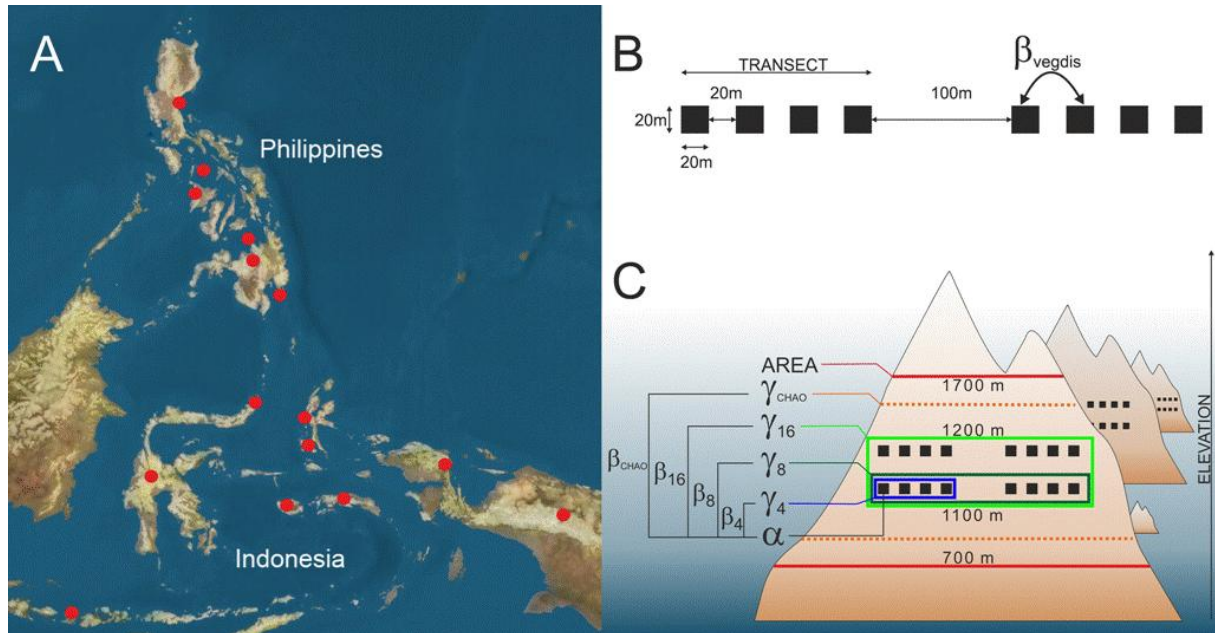 A
Philippines
Indonesia
B
TRANSECT
20m
100m
βvegdis
20m
20m
C
AREA
1700 m
γCHAO
γ16
1200 m
βCHAO
β16
γ8
β8
γ4
β4
1100 m
α
700 m
ELEVATION